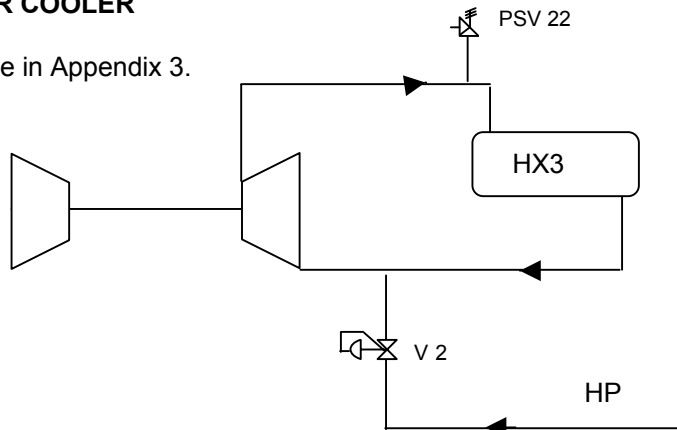 R COOLER
PSV 22
e in Appendix 3.
HX3
V 2
HP